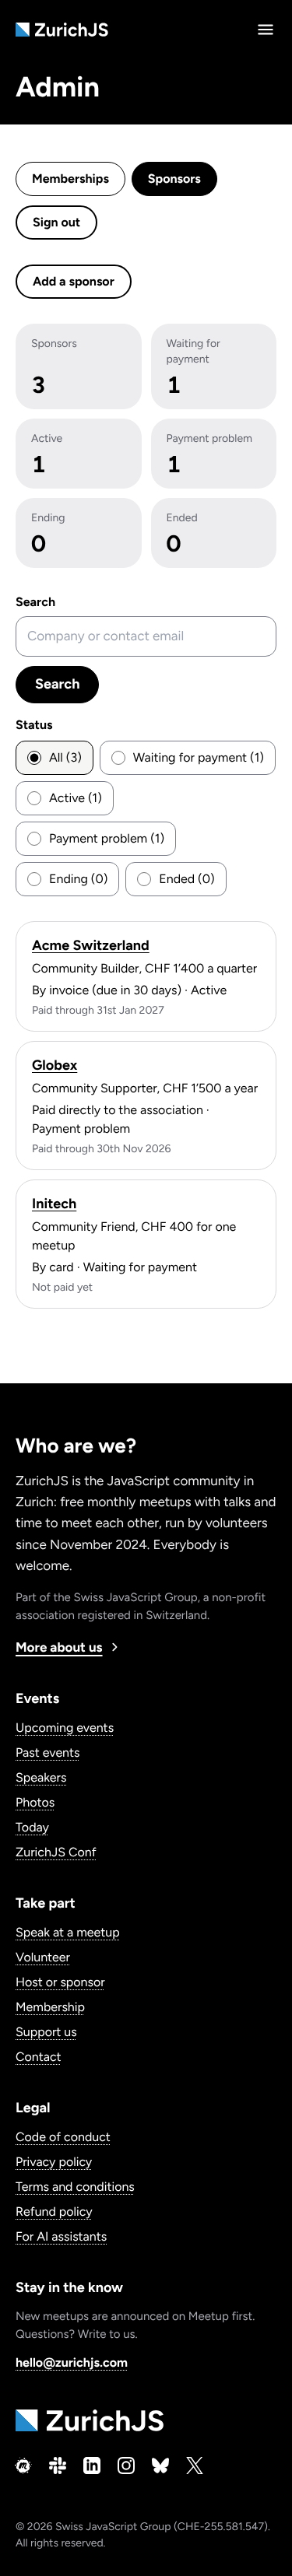 ZurichJS
Admin
Memberships
Sponsors
Sign out
Add a sponsor
Sponsors
3
Waiting for
payment
1
Active
1
Payment problem
1
Ending
0
Ended
0
Search
Company or contact email
Search
Status
All (3)
Waiting for payment (1)
Active (1)
Payment problem (1)
Ending (0)
Ended (0)
Acme Switzerland
Community Builder, CHF 1’400 a quarter
By invoice (due in 30 days) · Active
Paid through 31st Jan 2027
Globex
Community Supporter, CHF 1’500 a year
Paid directly to the association ·
Payment problem
Paid through 30th Nov 2026
Initech
Community Friend, CHF 400 for one
meetup
By card · Waiting for payment
Not paid yet
Who are we?
ZurichJS is the JavaScript community in
Zurich: free monthly meetups with talks and
time to meet each other, run by volunteers
since November 2024. Everybody is
welcome.
Part of the Swiss JavaScript Group, a non-profit
association registered in Switzerland.
More about us
Events
Upcoming events
Past events
Speakers
Photos
Today
ZurichJS Conf
Take part
Speak at a meetup
Volunteer
Host or sponsor
Membership
Support us
Contact
Legal
Code of conduct
Privacy policy
Terms and conditions
Refund policy
For AI assistants
Stay in the know
New meetups are announced on Meetup first.
Questions? Write to us.
hello@zurichjs.com
ZurichJS
© 2026 Swiss JavaScript Group (CHE-255.581.547).
All rights reserved.